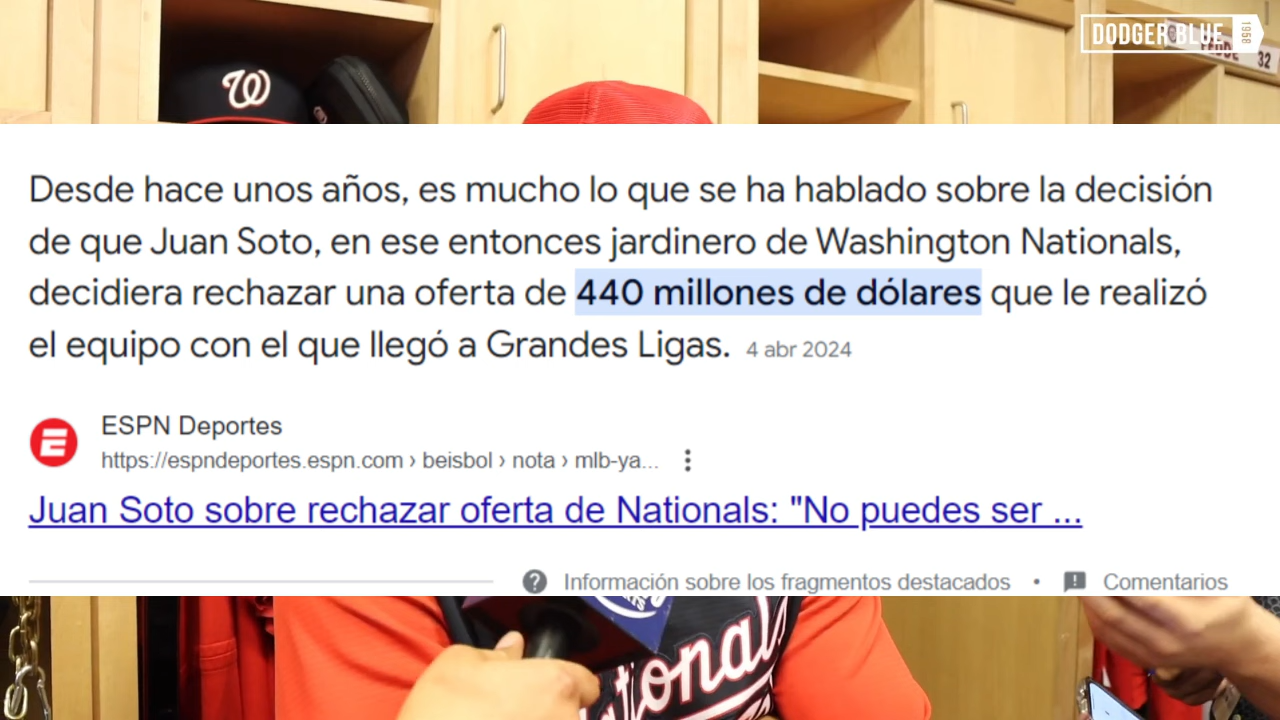 DODGER BLUE 1958
W
32
Desde hace unos años, es mucho lo que se ha hablado sobre la decisión
de que Juan Soto, en ese entonces jardinero de Washington Nationals,
decidiera rechazar una oferta de 440 millones de dólares que le realizó
el equipo con el que llegó a Grandes Ligas. 4 abr 2024
ESPN Deportes
https://espndeportes.espn.com › beisbol › nota › mlb-ya...
Juan Soto sobre rechazar oferta de Nationals: "No puedes ser ...
Información sobre los fragmentos destacados • Comentarios